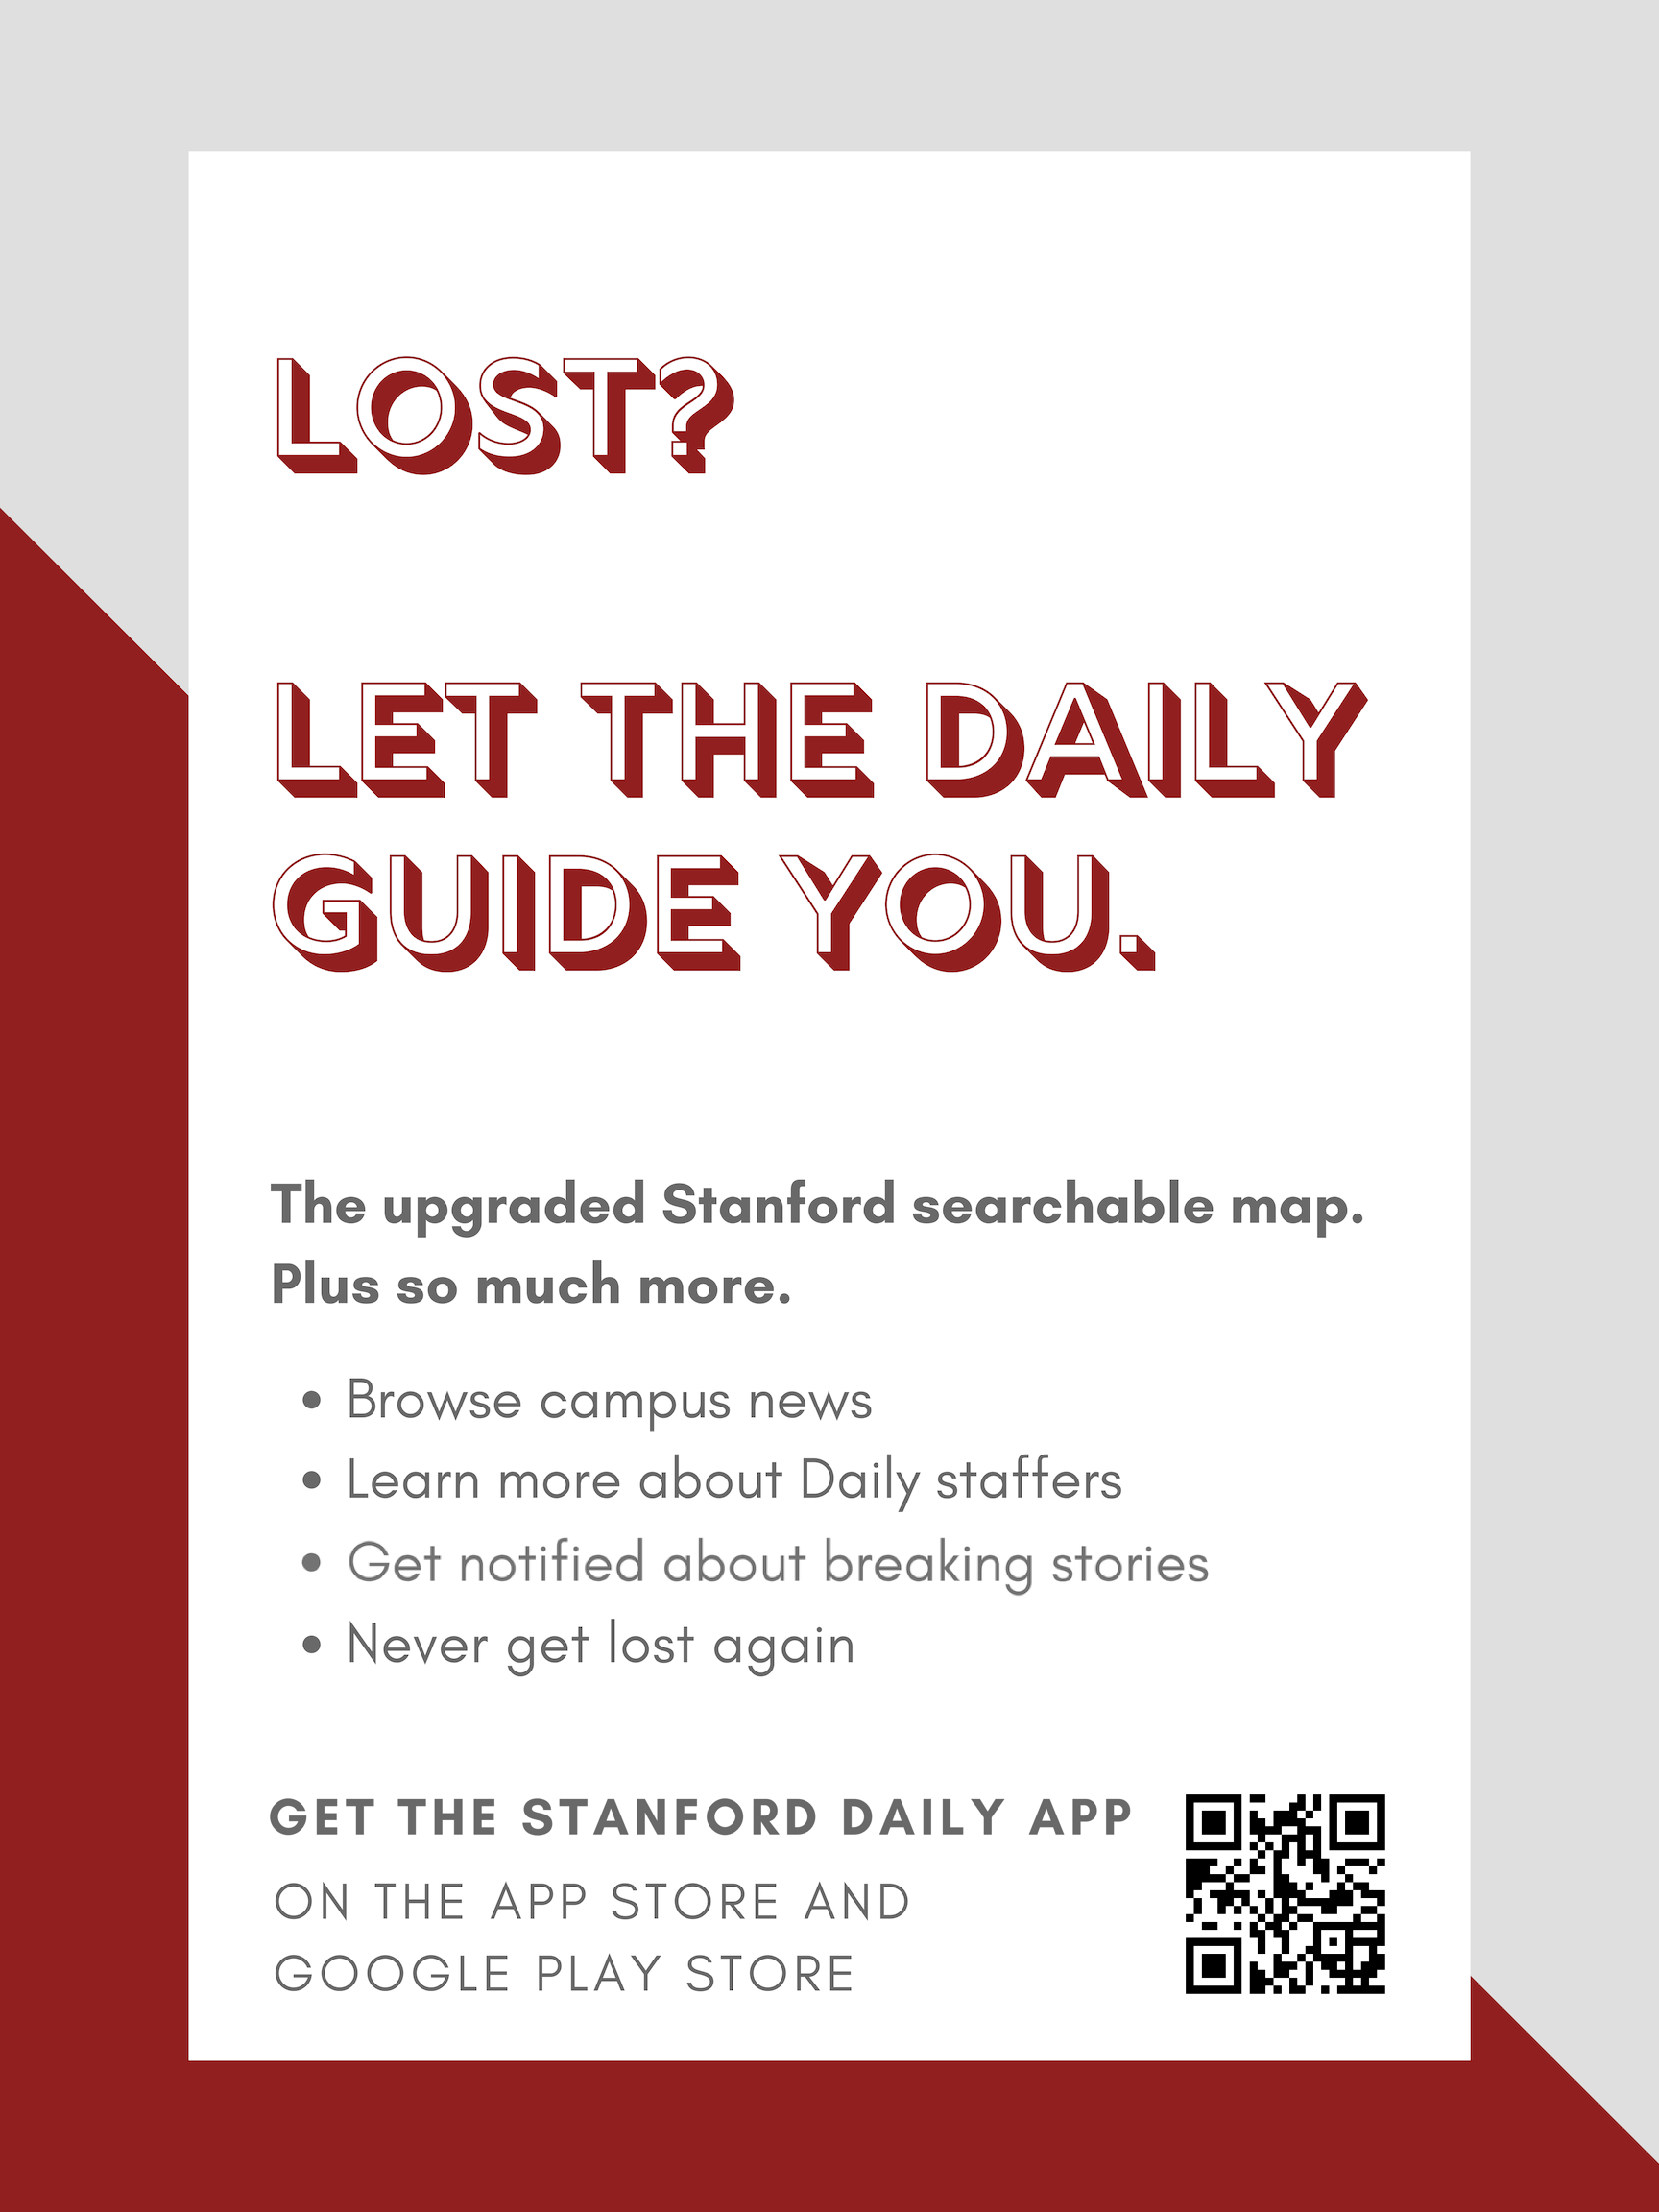 LOST?
LET THE DAILY
GUIDE YOU.
The upgraded Stanford searchable map.
Plus so much more.
• Browse campus news
• Learn more about Daily staffers
• Get notified about breaking stories
• Never get lost again
GET THE STANFORD DAILY APP
ON THE APP STORE AND
GOOGLE PLAY STORE